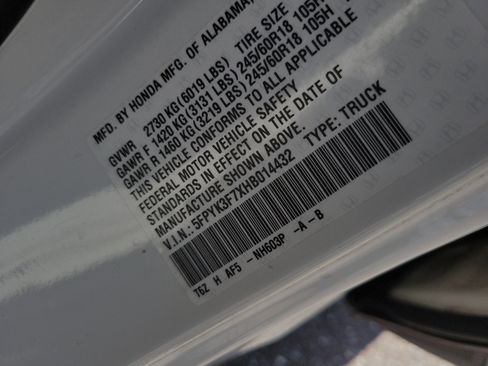 MFD. BY HONDA MFG. OF ALABAMA,
GVWR 2730 KG (6019 LBS) TIRE SIZE
GAWR F 1420 KG (3131 LBS) 245/60R18 105H
GAWR R 1460 KG (3219 LBS) 245/60R18 105H
THIS VEHICLE CONFORMS TO ALL APPLICABLE
FEDERAL MOTOR VEHICLE SAFETY
STANDARDS IN EFFECT ON THE DATE OF
MANUFACTURE SHOWN ABOVE.
V.I.N.: 5FPYK3F7XHB014432 TYPE: TRUCK
T6Z H AF5 -NH603P -A -B